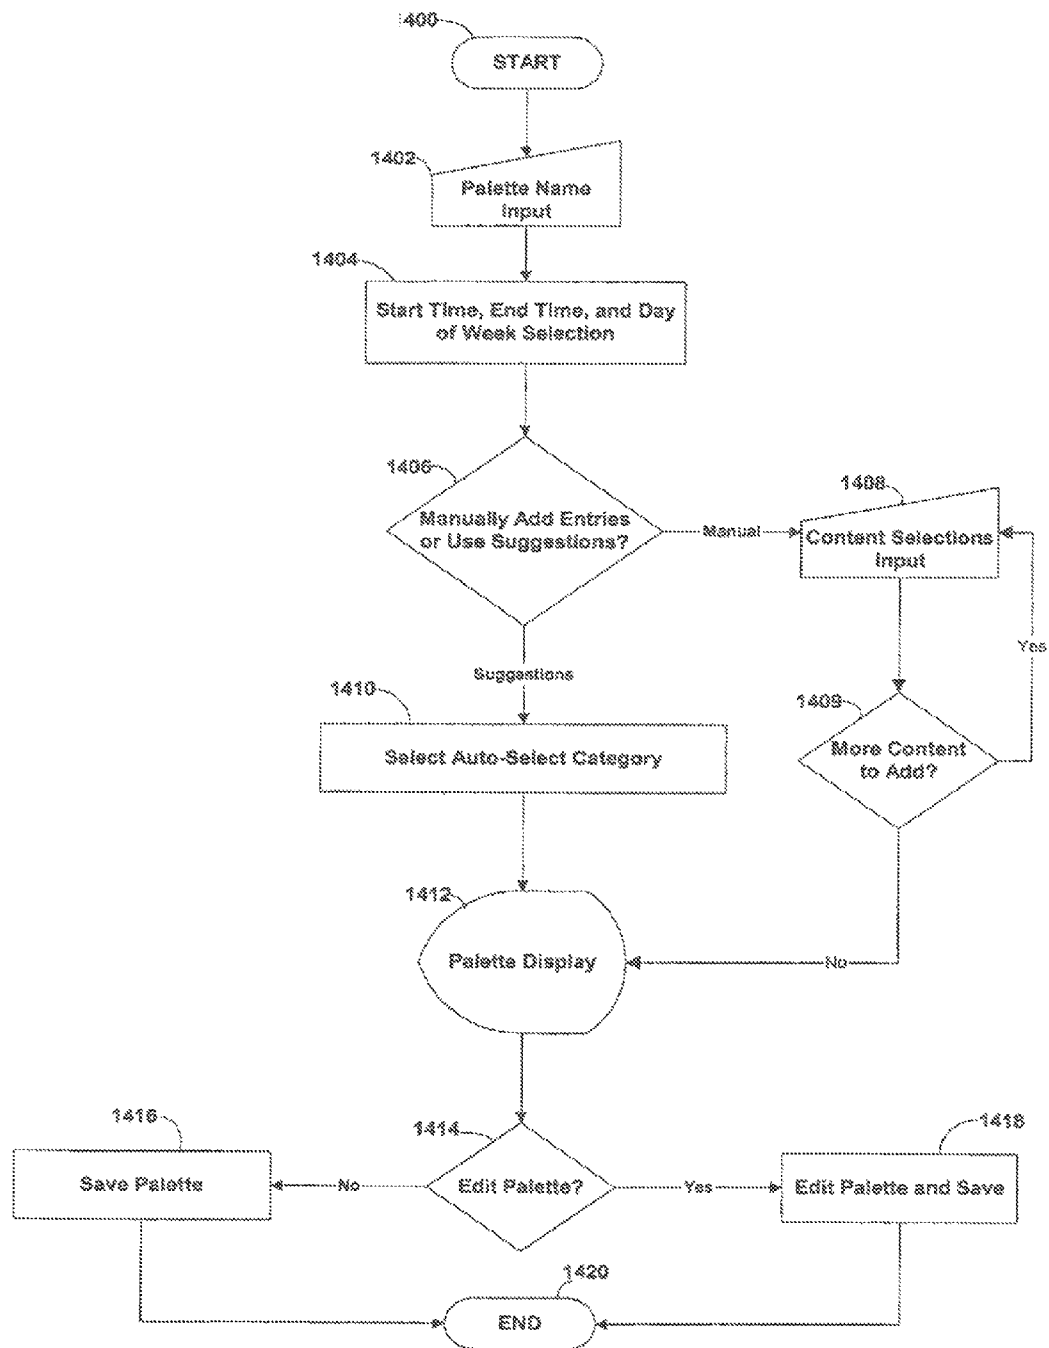 1400
START
1402
Palette Name
Input
1404
Start Time, End Time, and Day
of Week Selection
1406
Manually Add Entries
or Use Suggestions?
Manual
1408
Content Selections
Input
Yes
Suggestions
1410
Select Auto-Select Category
1409
More Content
to Add?
1412
Palette Display
No
1416
Save Palette
No
1414
Edit Palette?
Yes
1418
Edit Palette and Save
1420
END